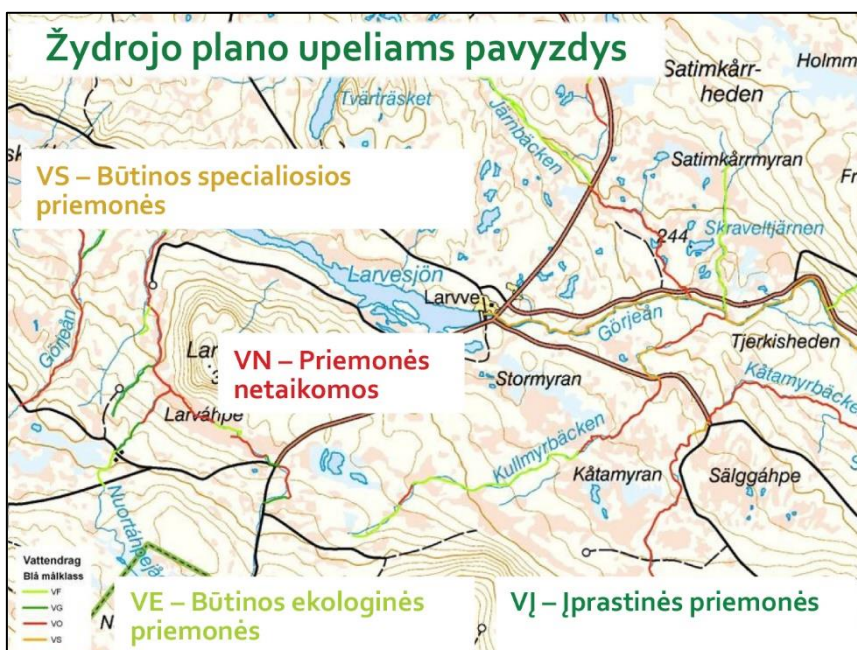 Žydrojo plano upeliams pavyzdys
Satimkårr-
heden
Tvärträsket
Järnbäcken
VS – Būtinos specialiosios
priemonės
Satimkårrmyran
Skraveltjärnen
244
Larvesjön
Larvve
Görjeån
Görjeån
Tjerkisheden
VN – Priemonės
netaikomos
Stormyran
Kåtamyrbäcken
Larváhpe
Kullmyrbäcken
Kåtamyran
Sälggáhpe
Vattendrag
Blå målklass
VF
VG
VO
VS
N
VE – Būtinos ekologinės
priemonės
VĮ – Įprastinės priemonės